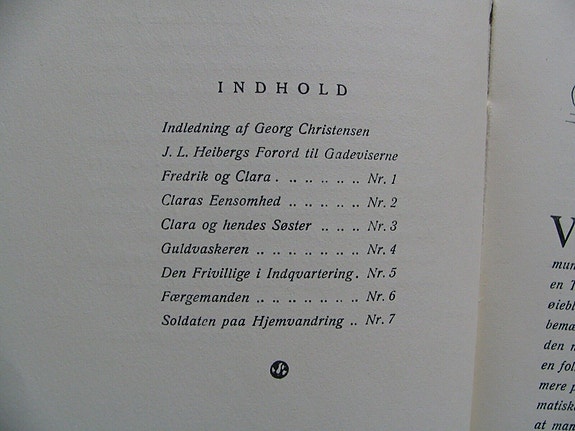 INDHOLD
Indledning af Georg Christensen
J. L. Heibergs Forord til Gadeviserne
Fredrik og Clara . .. .. .. .. .. Nr. 1
Claras Eensomhed .. .. .. .. .. Nr. 2
Clara og hendes Søster .. .. .. Nr. 3
Guldvaskeren .. .. .. .. .. .. Nr. 4
Den Frivillige i Indqvartering . Nr. 5
Færgemanden .. .. .. .. .. .. Nr. 6
Soldaten paa Hjemvandring .. Nr. 7
V
mun
en T
øiebl
bema
den n
en fol
mere p
matisk
at man